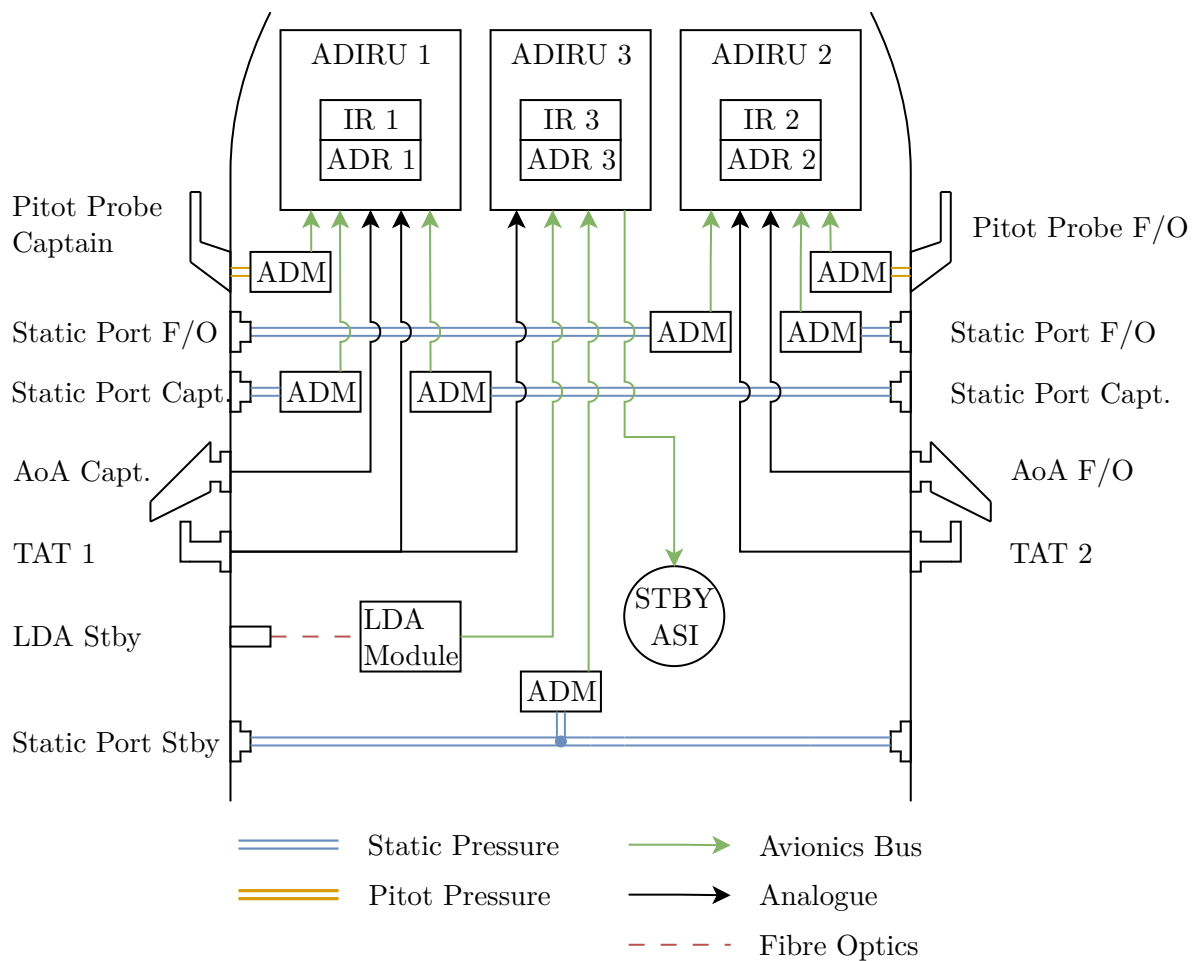 ADIRU 1
ADIRU 3
ADIRU 2
IR 1
IR 3
IR 2
ADR 1
ADR 3
ADR 2
Pitot Probe
Captain
Pitot Probe F/O
ADM
ADM
Static Port F/O
ADM
ADM
Static Port F/O
Static Port Capt.
ADM
ADM
Static Port Capt.
AoA Capt.
AoA F/O
TAT 1
TAT 2
LDA Stby
LDA
Module
STBY
ASI
ADM
Static Port Stby
Static Pressure
Avionics Bus
Pitot Pressure
Analogue
Fibre Optics